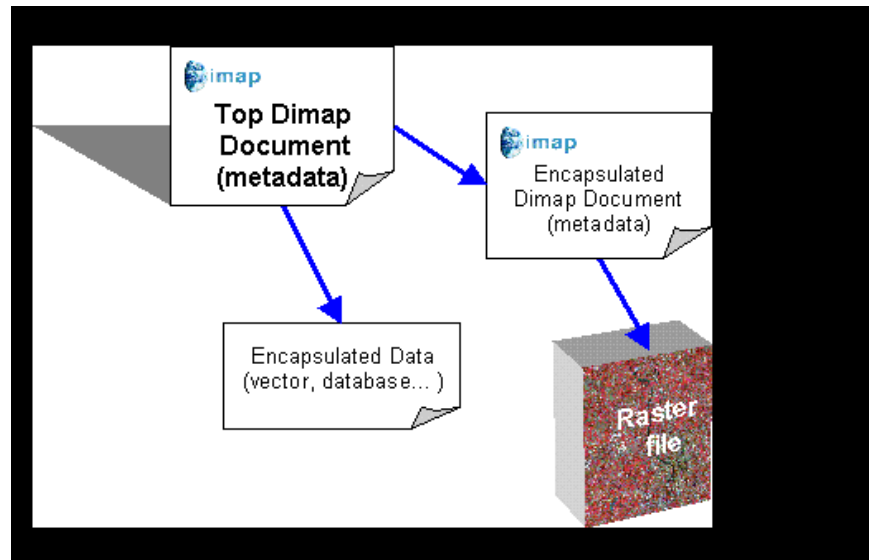 imap
Top Dimap
Document
(metadata)
imap
Encapsulated
Dimap Document
(metadata)
Encapsulated Data
(vector, database... )
Raster
file